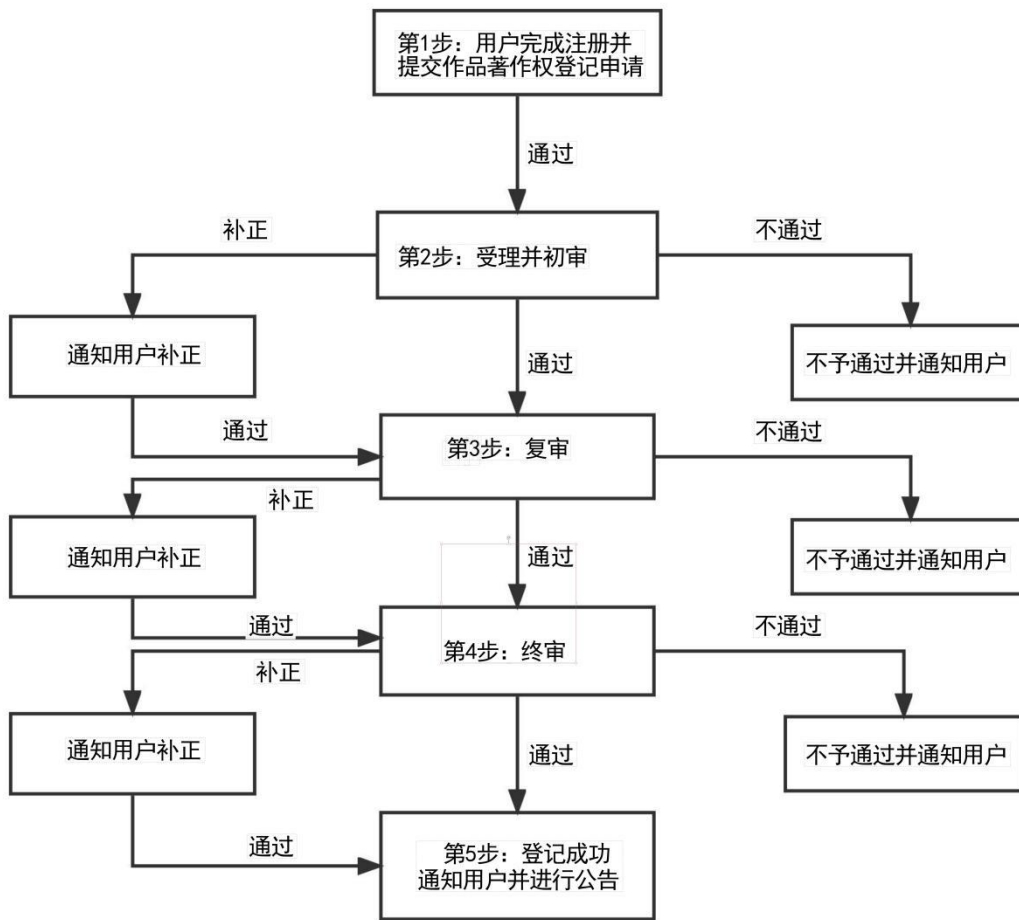 第1步：用户完成注册并
提交作品著作权登记申请
通过
补正
不通过
第2步：受理并初审
通知用户补正
通过
不予通过并通知用户
通过
不通过
第3步：复审
补正
通知用户补正
通过
不予通过并通知用户
通过
不通过
第4步：终审
补正
通知用户补正
通过
不予通过并通知用户
通过
第5步：登记成功
通知用户并进行公告